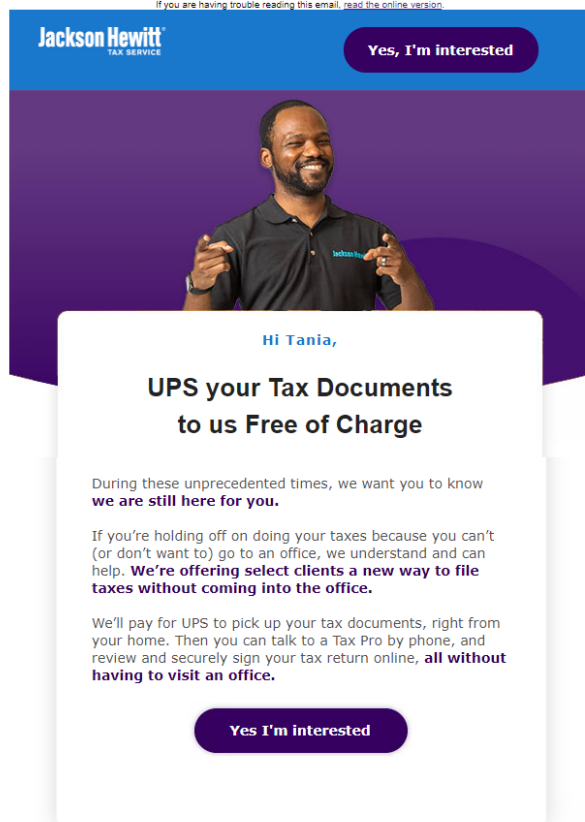 If you are having trouble reading this email, read the online version.
Jackson Hewitt
TAX SERVICE
Yes, I'm interested
Jackson Hewitt
Hi Tania,
UPS your Tax Documents
to us Free of Charge
During these unprecedented times, we want you to know
we are still here for you.
If you’re holding off on doing your taxes because you can’t
(or don’t want to) go to an office, we understand and can
help. We’re offering select clients a new way to file
taxes without coming into the office.
We’ll pay for UPS to pick up your tax documents, right from
your home. Then you can talk to a Tax Pro by phone, and
review and securely sign your tax return online, all without
having to visit an office.
Yes I'm interested